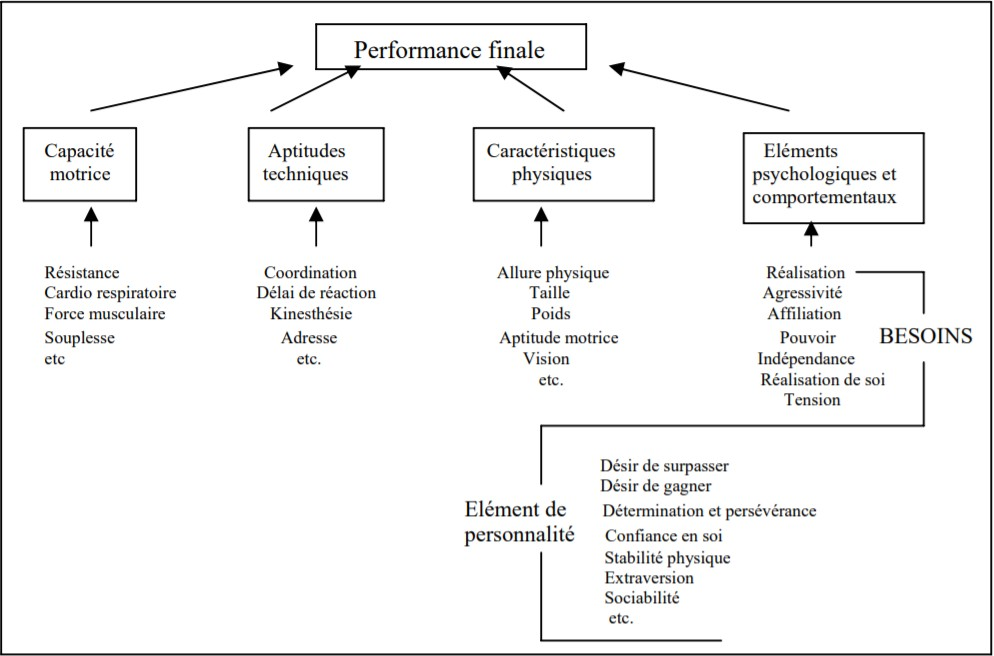 Performance finale
Capacité
motrice
Aptitudes
techniques
Caractéristiques
physiques
Eléments
psychologiques et
comportementaux
Résistance
Cardio respiratoire
Force musculaire
Souplesse
etc
Coordination
Délai de réaction
Kinesthésie
Adresse
etc.
Allure physique
Taille
Poids
Aptitude motrice
Vision
etc.
Réalisation
Agressivité
Affiliation
Pouvoir
Indépendance
Réalisation de soi
Tension
BESOINS
Elément de
personnalité
Désir de surpasser
Désir de gagner
Détermination et persévérance
Confiance en soi
Stabilité physique
Extraversion
Sociabilité
etc.